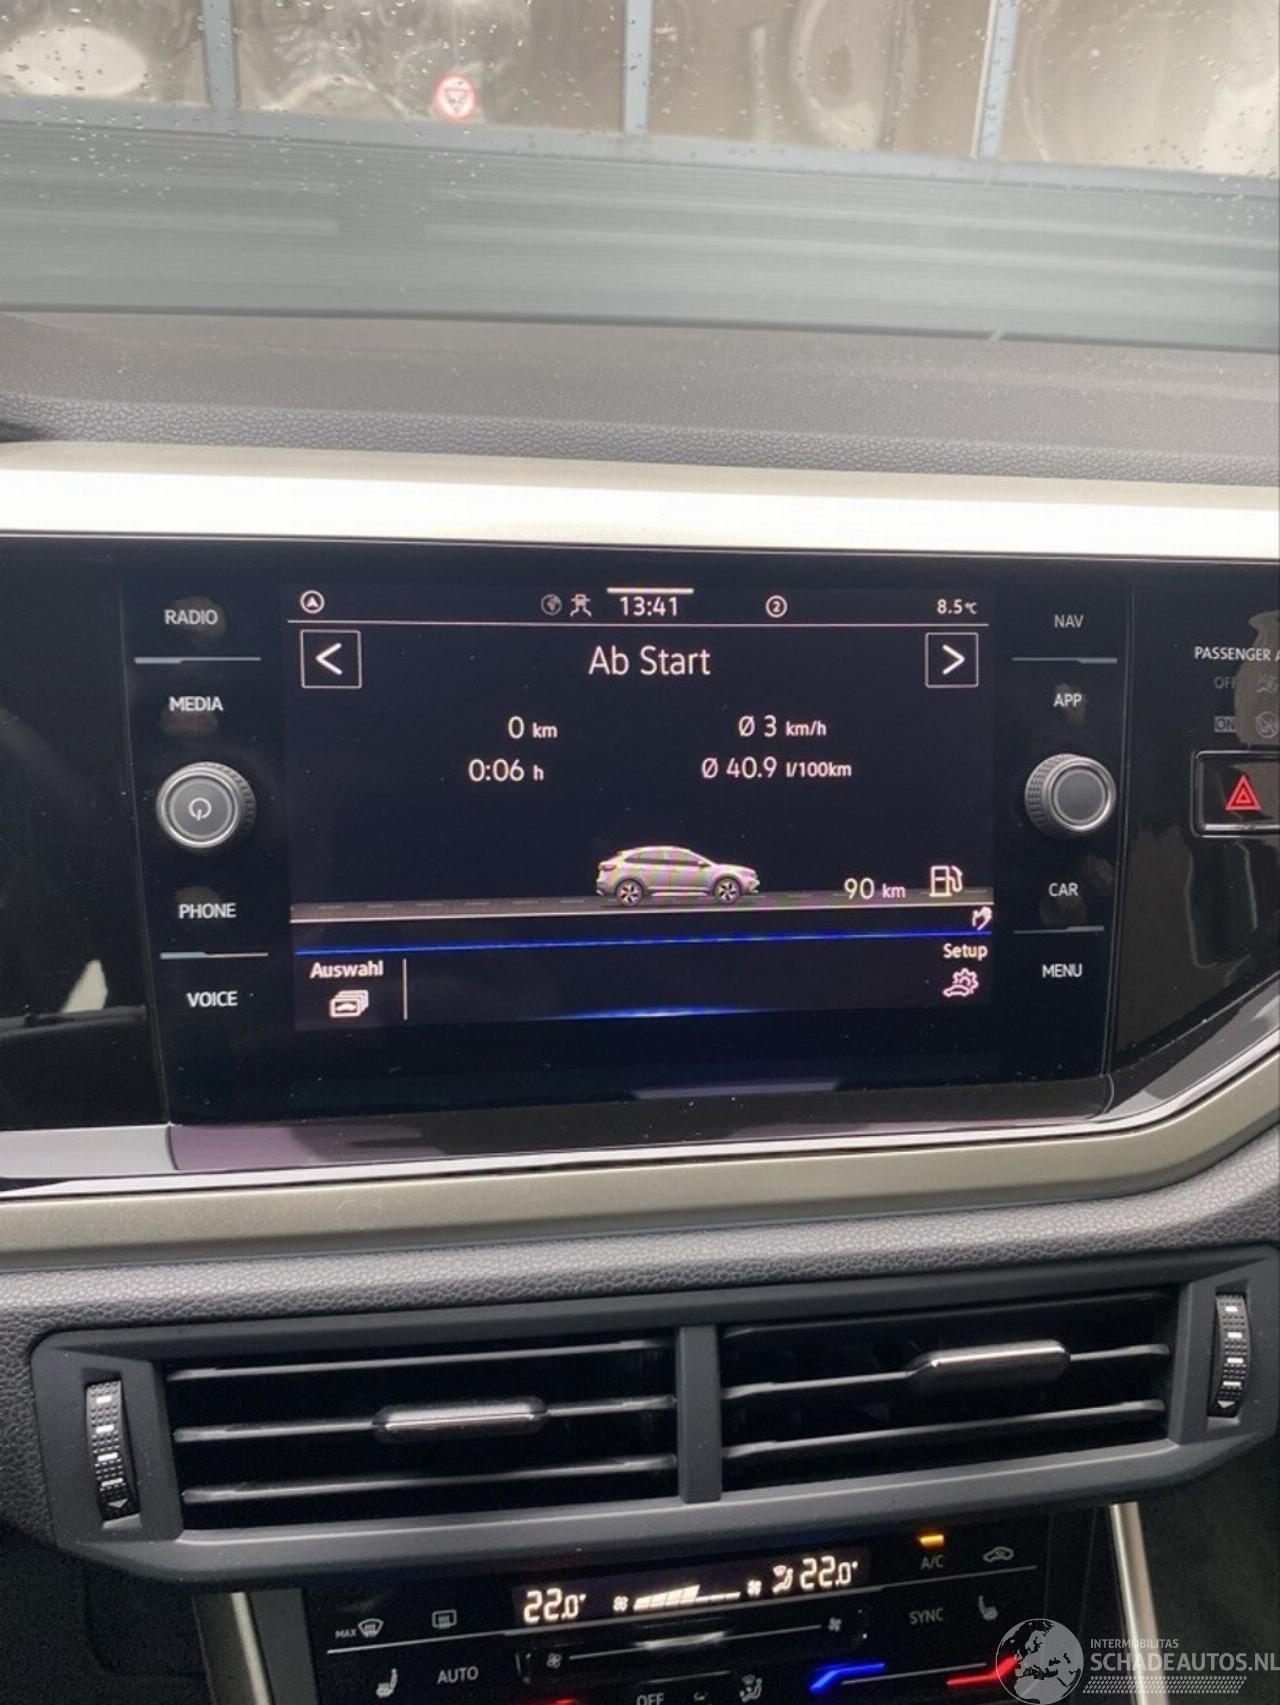 RADIO
13:41
2
8.5°C
NAV
Ab Start
PASSENGER
MEDIA
APP
OFF
0 km
Ø 3 km/h
ON
0:06 h
Ø 40.9 l/100km
90 km
CAR
PHONE
Setup
Auswahl
MENU
VOICE
22.0°
22.0°
A/C
MAX
SYNC
AUTO
OFF
INTERMOBILITAS
SCHADEAUTOS.NL